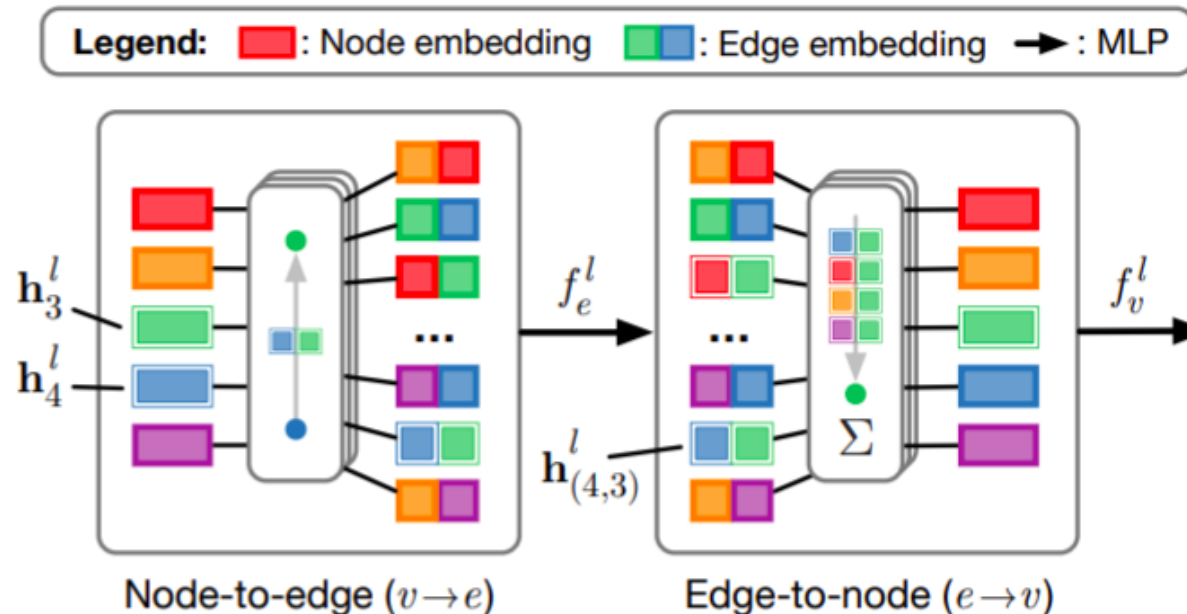 Legend: : Node embedding : Edge embedding : MLP
h_3^l
h_4^l
...
f_e^l
...
h_{(4,3)}^l
Σ
f_v^l
Node-to-edge (v→e) Edge-to-node (e→v)